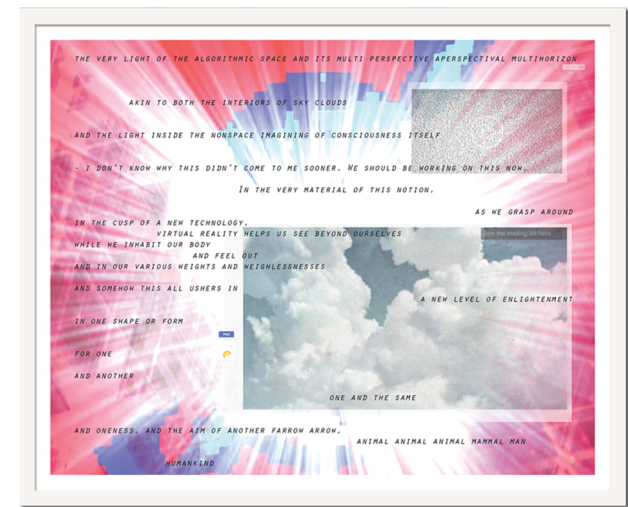 THE VERY LIGHT OF THE ALGORITHMIC SPACE AND ITS MULTI PERSPECTIVE APERSPECTIVAL MULTIHORIZON
AKIN TO BOTH THE INTERIORS OF SKY CLOUDS
AND THE LIGHT INSIDE THE NONSPACE IMAGINING OF CONSCIOUSNESS ITSELF
- I DON'T KNOW WHY THIS DIDN'T COME TO ME SOONER. WE SHOULD BE WORKING ON THIS NOW.
IN THE VERY MATERIAL OF THIS NOTION,
AS WE GRASP AROUND
IN THE CUSP OF A NEW TECHNOLOGY,
VIRTUAL REALITY HELPS US SEE BEYOND OURSELVES
Join the mailing list here
WHILE WE INHABIT OUR BODY
AND FEEL OUT
AND IN OUR VARIOUS WEIGHTS AND WEIGHLESSNESSES
AND SOMEHOW THIS ALL USHERS IN
A NEW LEVEL OF ENLIGHTENMENT
IN ONE SHAPE OR FORM
FOR ONE
AND ANOTHER
ONE AND THE SAME
AND ONENESS, AND THE AIM OF ANOTHER FARROW ARROW,
ANIMAL ANIMAL ANIMAL MAMMAL MAN
HUMANKIND